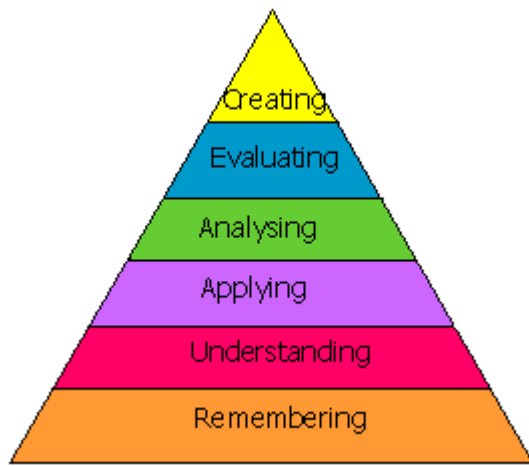 Creating
Evaluating
Analysing
Applying
Understanding
Remembering